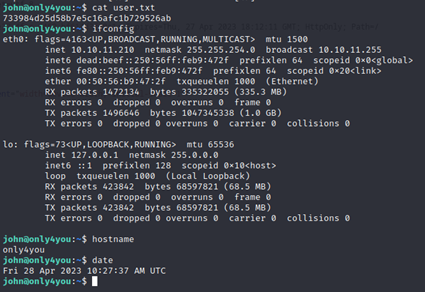 john@only4you:~$ cat user.txt
733984d25d58b7e5c16afc1b729526ab
john@only4you:~$ ifconfig
eth0: flags=4163<UP,BROADCAST,RUNNING,MULTICAST>  mtu 1500
        inet 10.10.11.210  netmask 255.255.254.0  broadcast 10.10.11.255
        inet6 dead:beef::250:56ff:feb9:472f  prefixlen 64  scopeid 0×0<global>
        inet6 fe80::250:56ff:feb9:472f  prefixlen 64  scopeid 0×20<link>
        ether 00:50:56:b9:47:2f  txqueuelen 1000  (Ethernet)
        RX packets 1472134  bytes 335322055 (335.3 MB)
        RX errors 0  dropped 0  overruns 0  frame 0
        TX packets 1496646  bytes 1047345338 (1.0 GB)
        TX errors 0  dropped 0 overruns 0  carrier 0  collisions 0
lo: flags=73<UP,LOOPBACK,RUNNING>  mtu 65536
        inet 127.0.0.1  netmask 255.0.0.0
        inet6 ::1  prefixlen 128  scopeid 0×10<host>
        loop  txqueuelen 1000  (Local Loopback)
        RX packets 423842  bytes 68597821 (68.5 MB)
        RX errors 0  dropped 0  overruns 0  frame 0
        TX packets 423842  bytes 68597821 (68.5 MB)
        TX errors 0  dropped 0 overruns 0  carrier 0  collisions 0
john@only4you:~$ hostname
only4you
john@only4you:~$ date
Fri 28 Apr 2023 10:27:37 AM UTC
john@only4you:~$